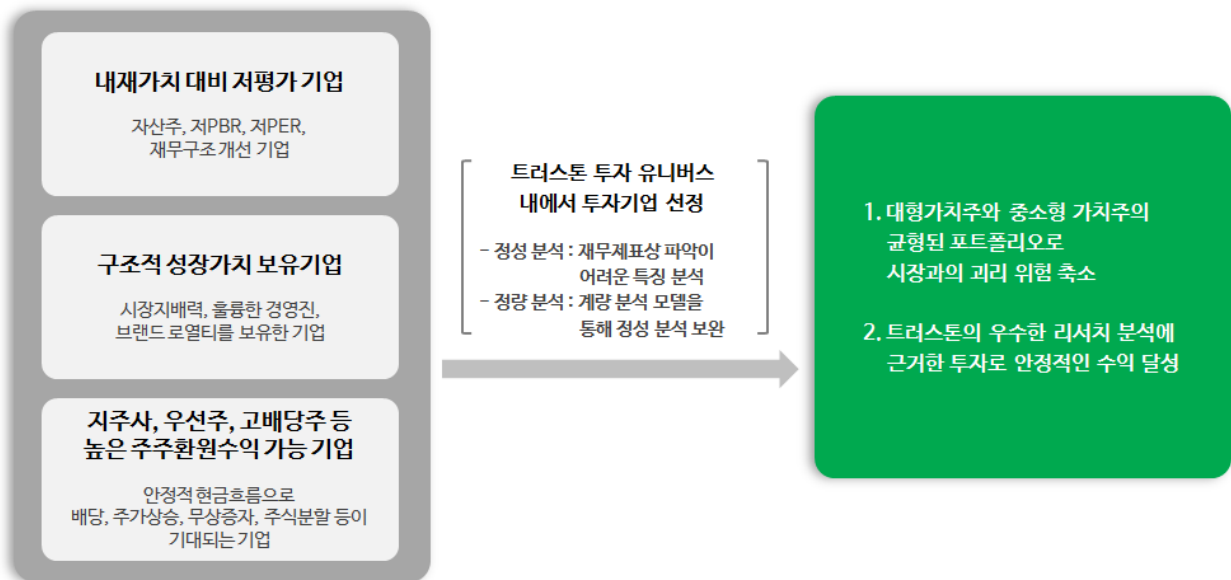 내재가치 대비 저평가 기업
자산주, 저PBR, 저PER,
재무구조 개선 기업
구조적 성장가치 보유기업
시장지배력, 훌륭한 경영진,
브랜드 로열티를 보유한 기업
지주사, 우선주, 고배당주 등
높은 주주환원수익 가능 기업
안정적 현금흐름으로
배당, 주가상승, 무상증자, 주식분할 등이
기대되는 기업
트러스톤 투자 유니버스
내에서 투자기업 선정
- 정성 분석 : 재무제표상 파악이
어려운 특징 분석
- 정량 분석 : 계량 분석 모델을
통해 정성 분석 보완
1. 대형가치주와 중소형 가치주의
균형된 포트폴리오로
시장과의 괴리 위험 축소
2. 트러스톤의 우수한 리서치 분석에
근거한 투자로 안정적인 수익 달성